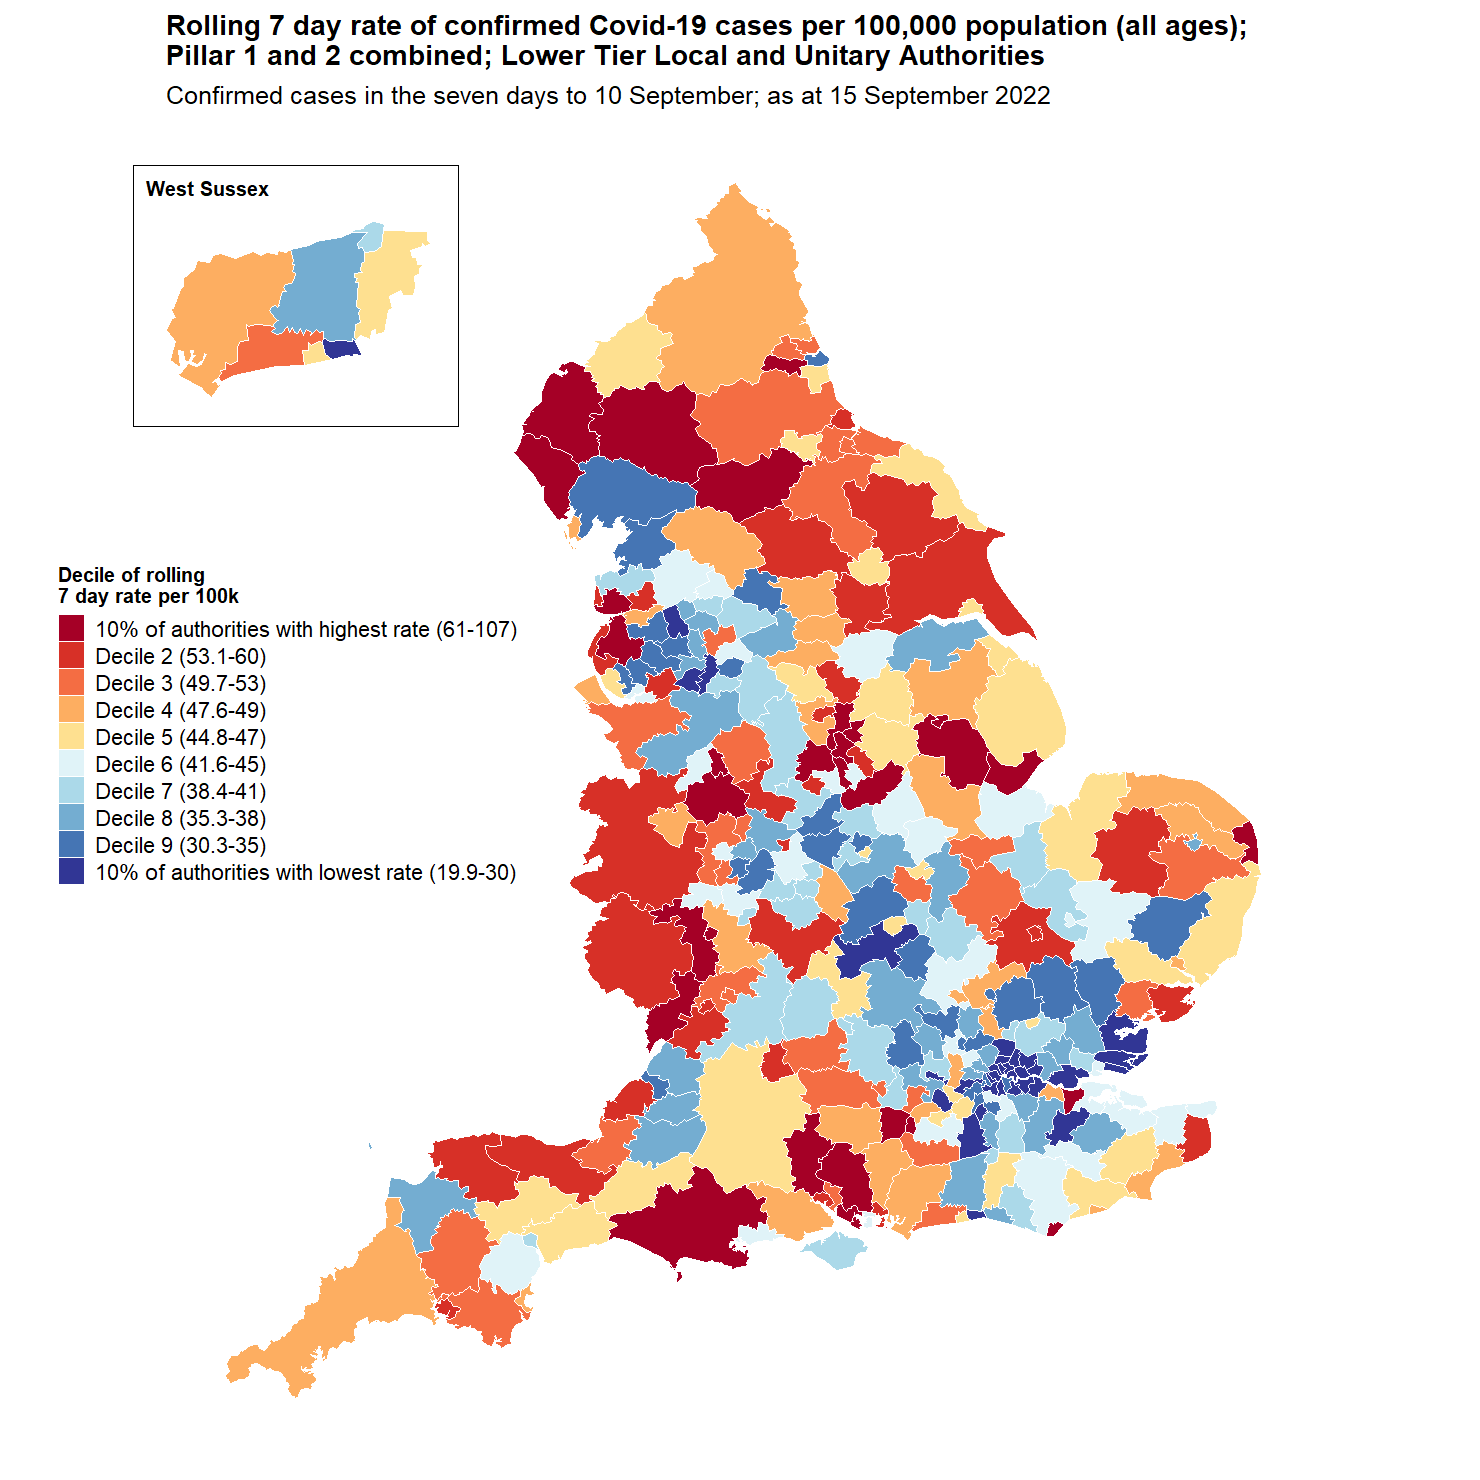 Rolling 7 day rate of confirmed Covid-19 cases per 100,000 population (all ages);
Pillar 1 and 2 combined; Lower Tier Local and Unitary Authorities
Confirmed cases in the seven days to 10 September; as at 15 September 2022
West Sussex
Decile of rolling
7 day rate per 100k
10% of authorities with highest rate (61-107)
Decile 2 (53.1-60)
Decile 3 (49.7-53)
Decile 4 (47.6-49)
Decile 5 (44.8-47)
Decile 6 (41.6-45)
Decile 7 (38.4-41)
Decile 8 (35.3-38)
Decile 9 (30.3-35)
10% of authorities with lowest rate (19.9-30)